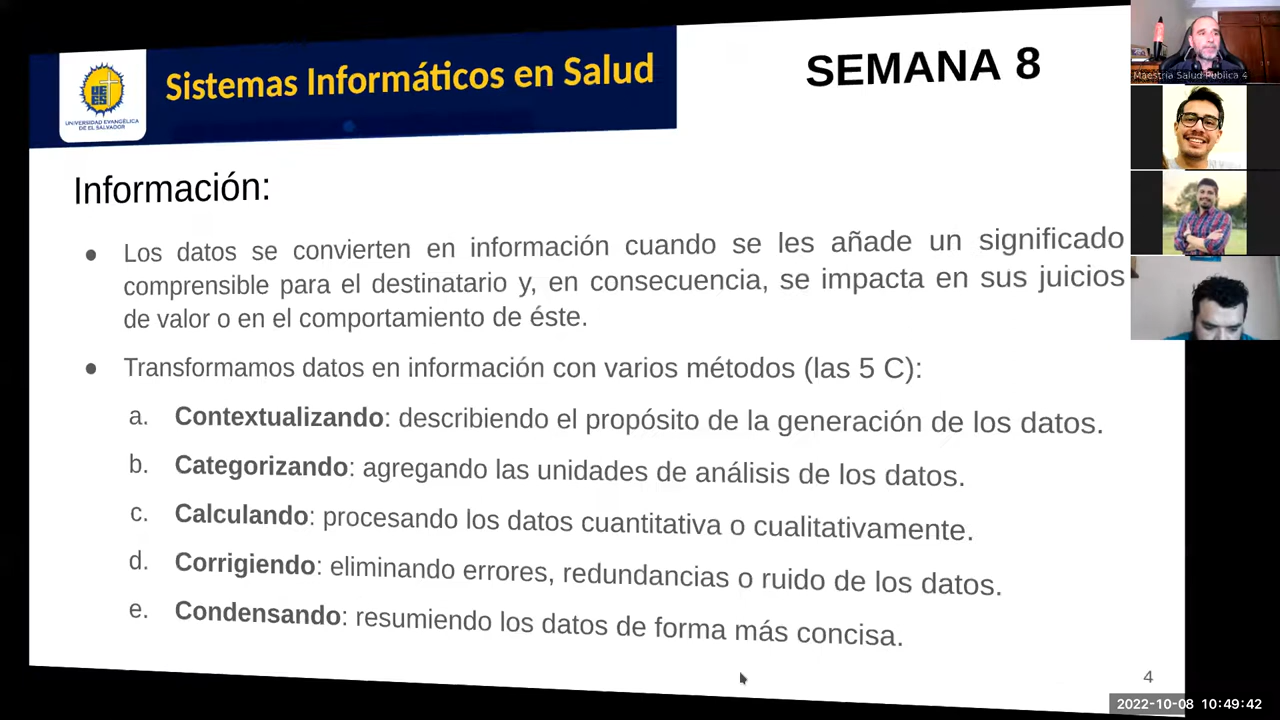 Sistemas Informáticos en Salud
SEMANA 8
UNIVERSIDAD EVANGÉLICA
DE EL SALVADOR
Maestría Salud Publica 4
Información:
● Los datos se convierten en información cuando se les añade un significado
comprensible para el destinatario y, en consecuencia, se impacta en sus juicios
de valor o en el comportamiento de éste.
● Transformamos datos en información con varios métodos (las 5 C):
a. Contextualizando: describiendo el propósito de la generación de los datos.
b. Categorizando: agregando las unidades de análisis de los datos.
c. Calculando: procesando los datos cuantitativa o cualitativamente.
d. Corrigiendo: eliminando errores, redundancias o ruido de los datos.
e. Condensando: resumiendo los datos de forma más concisa.
4
2022-10-08 10:49:42